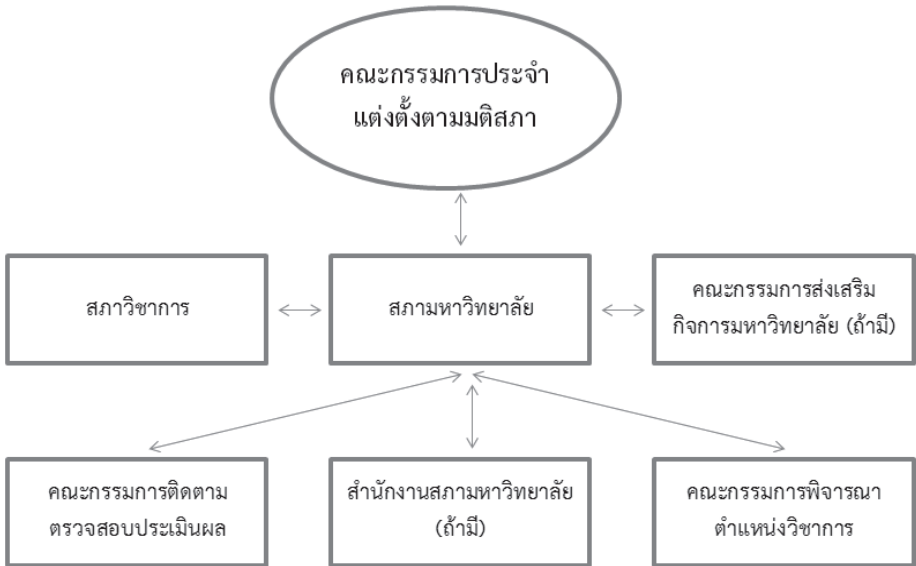 คณะกรรมการประจำ
แต่งตั้งตามมติสภา
สภาวิชาการ
สภามหาวิทยาลัย
คณะกรรมการส่งเสริม
กิจการมหาวิทยาลัย (ถ้ามี)
คณะกรรมการติดตาม
ตรวจสอบประเมินผล
สำนักงานสภามหาวิทยาลัย
(ถ้ามี)
คณะกรรมการพิจารณา
ตำแหน่งวิชาการ